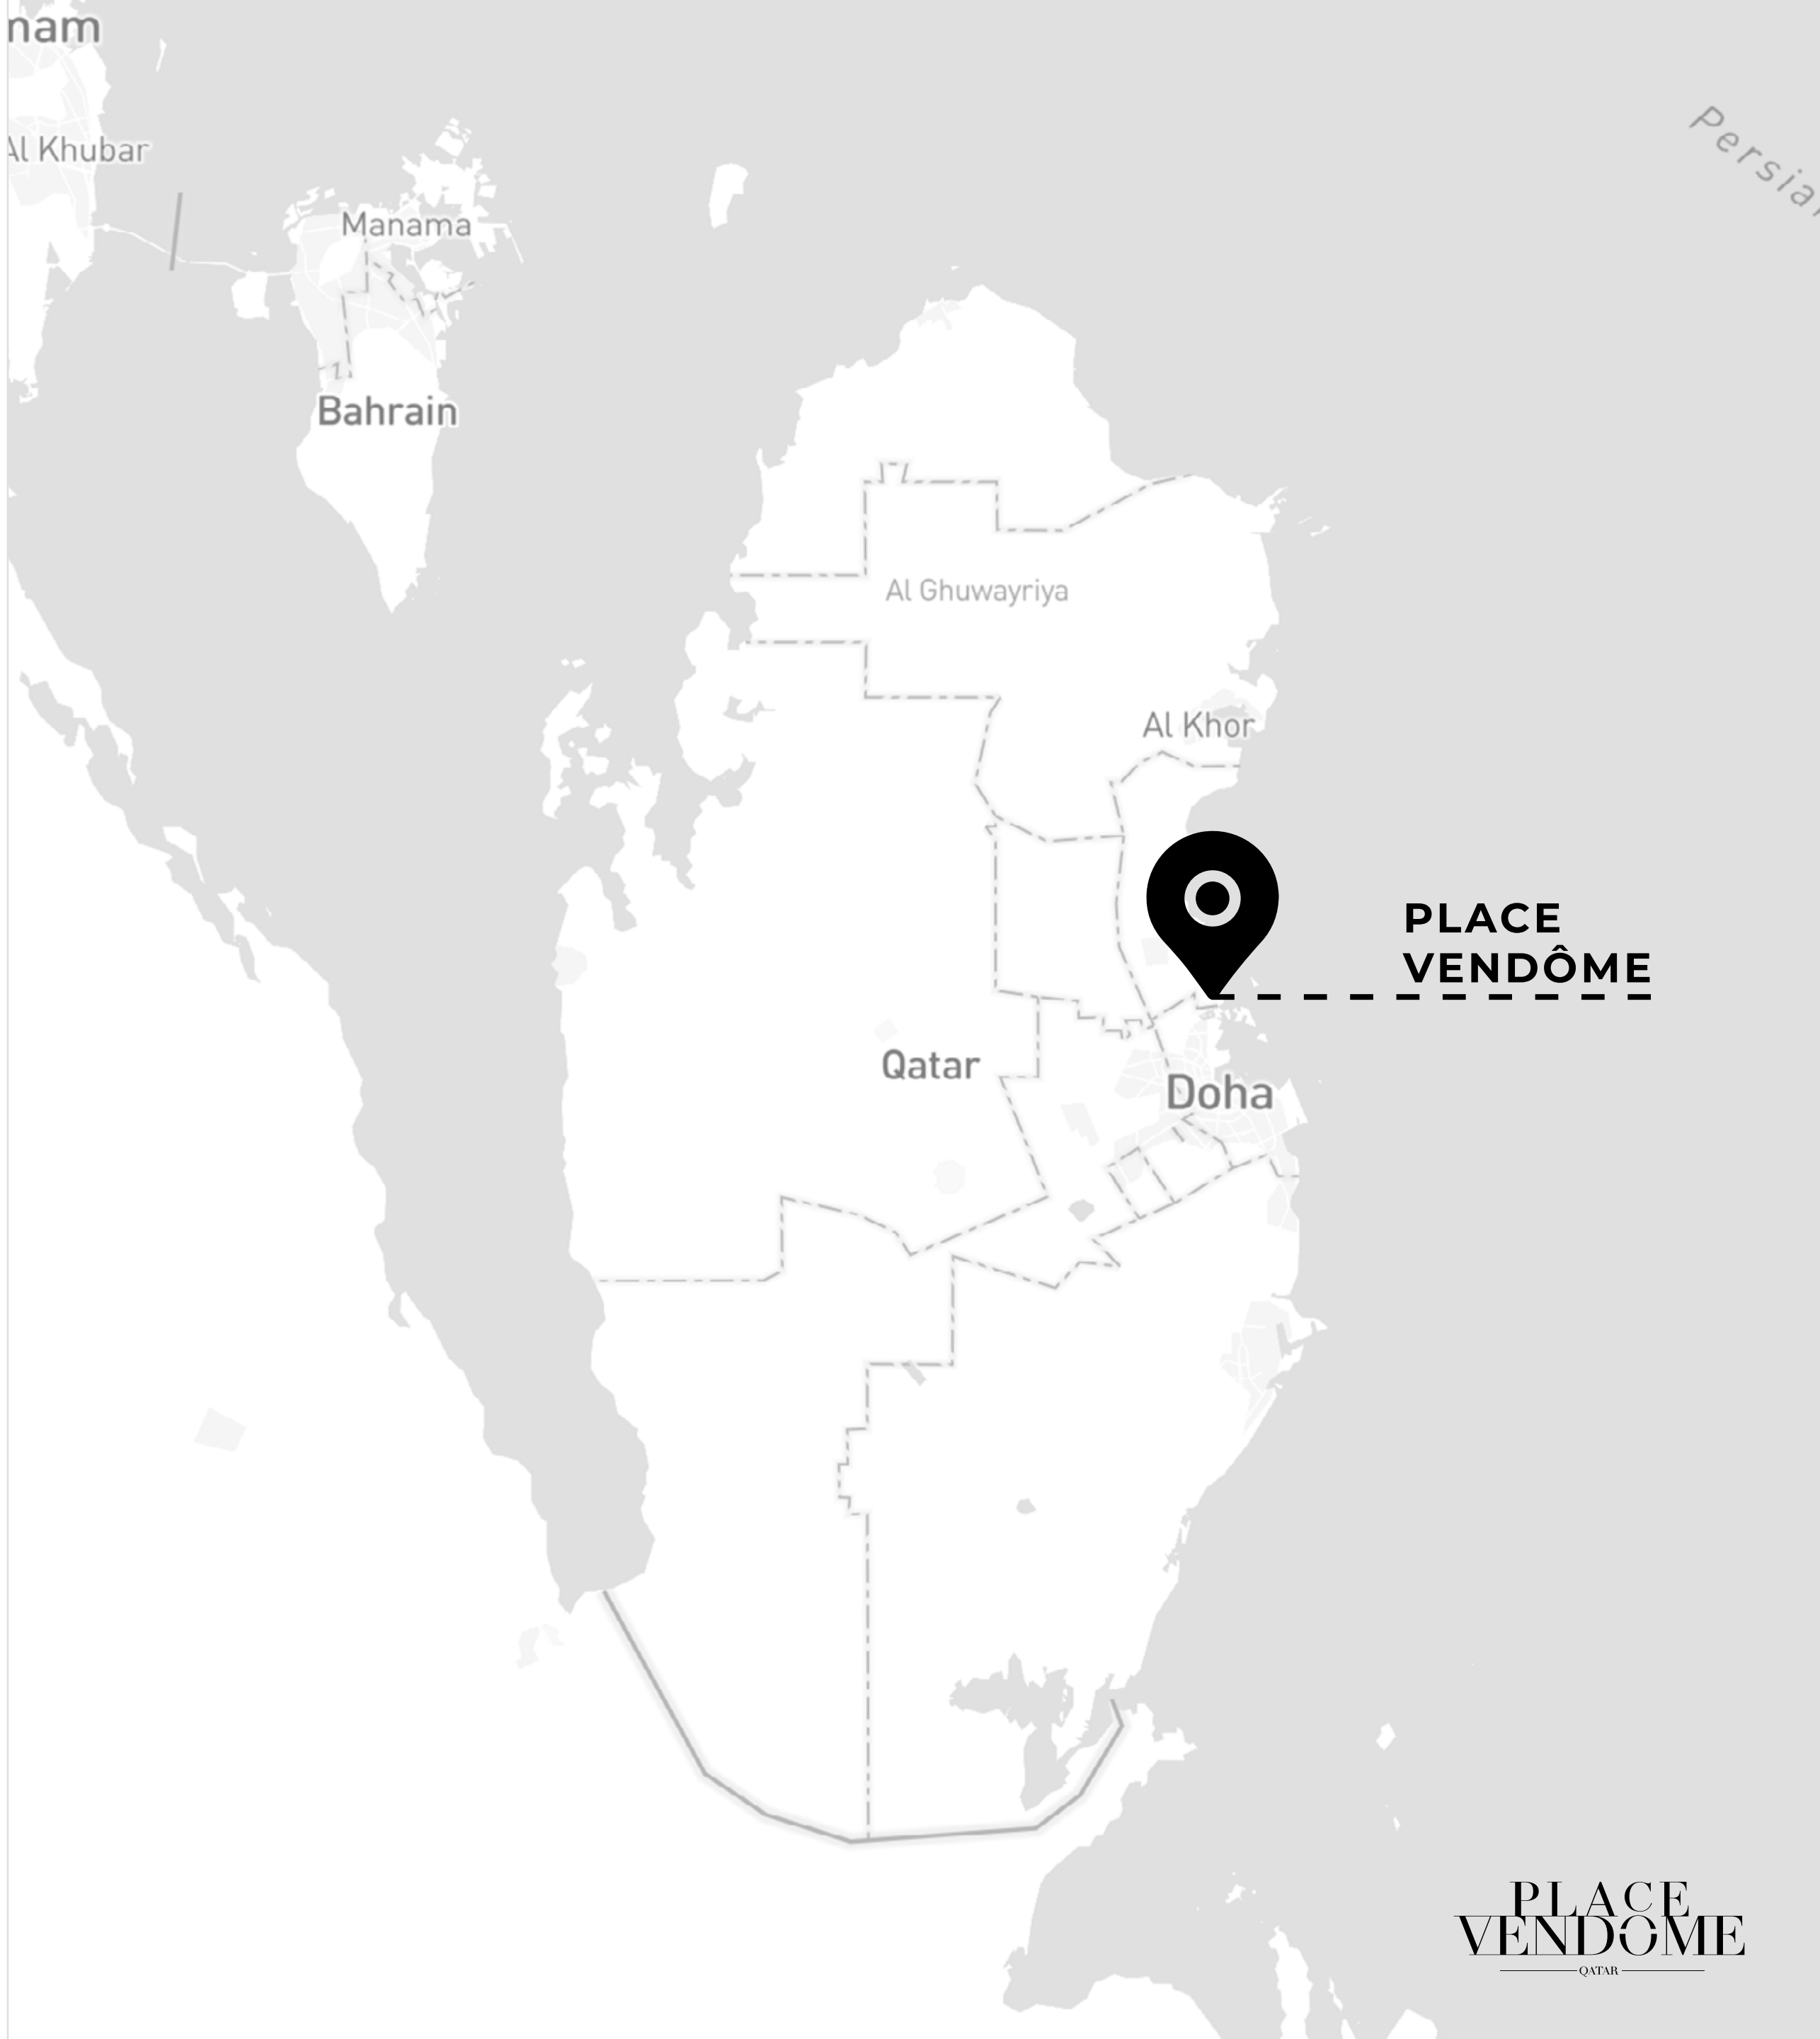 nam
Al Khubar
Persian
Manama
Bahrain
Al Ghuwayriya
Al Khor
PLACE
VENDÔME
Qatar
Doha
PLACE
VENDOME
QATAR